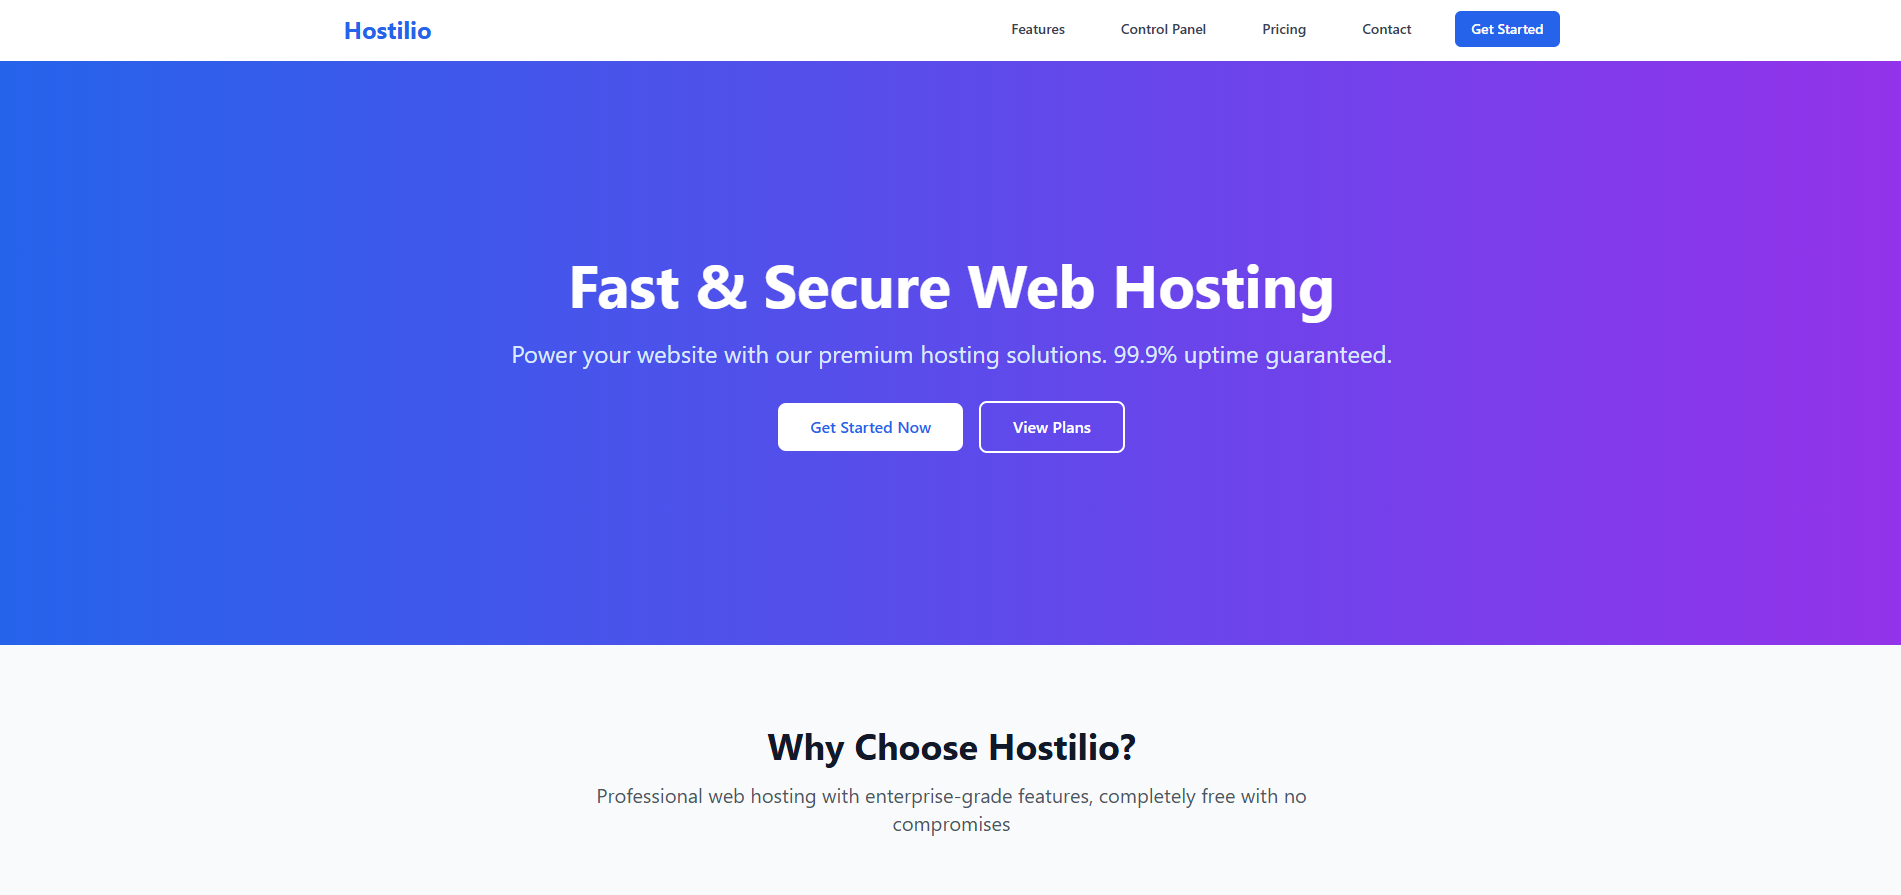 Hostilio
Features
Control Panel
Pricing
Contact
Get Started
Fast & Secure Web Hosting
Power your website with our premium hosting solutions. 99.9% uptime guaranteed.
Get Started Now
View Plans
Why Choose Hostilio?
Professional web hosting with enterprise-grade features, completely free with no
compromises